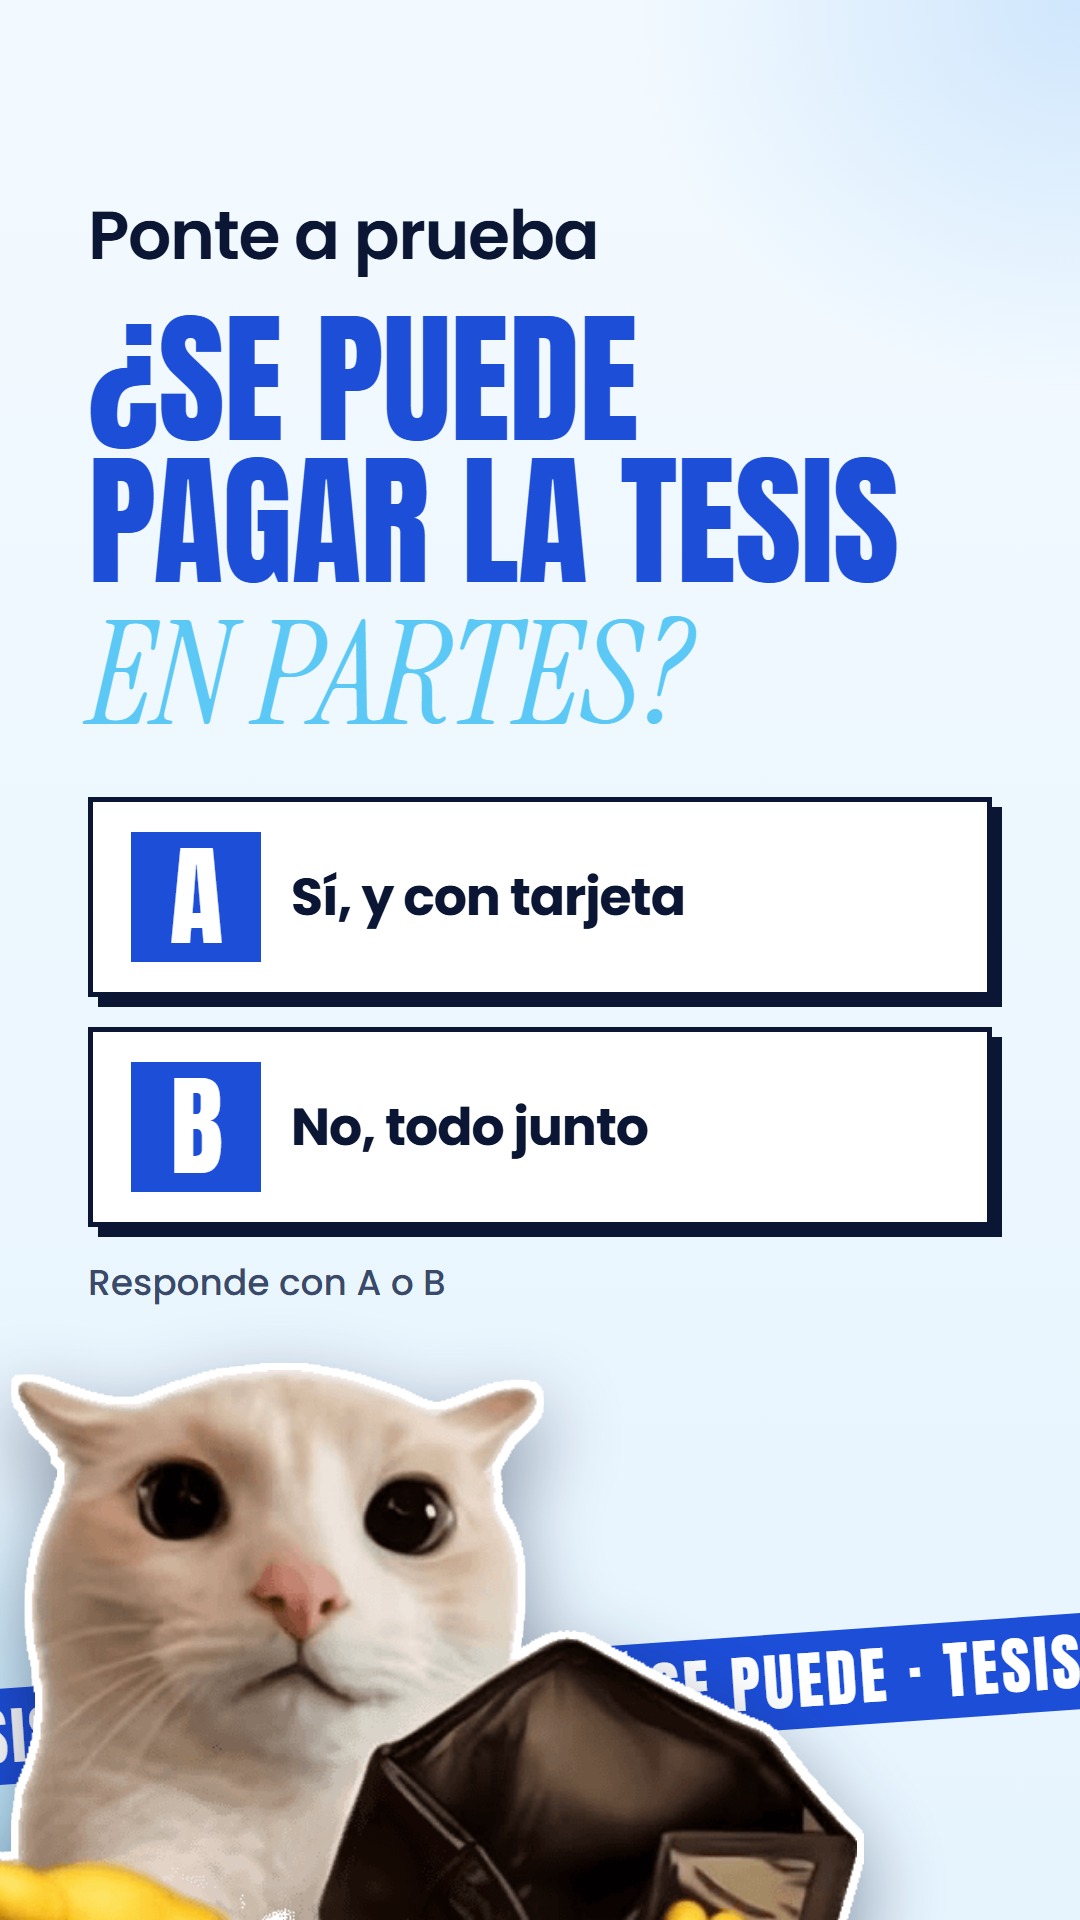 Ponte a prueba
¿SE PUEDE
PAGAR LA TESIS
EN PARTES?
A
Sí, y con tarjeta
B
No, todo junto
Responde con A o B
SE PUEDE · TESIS